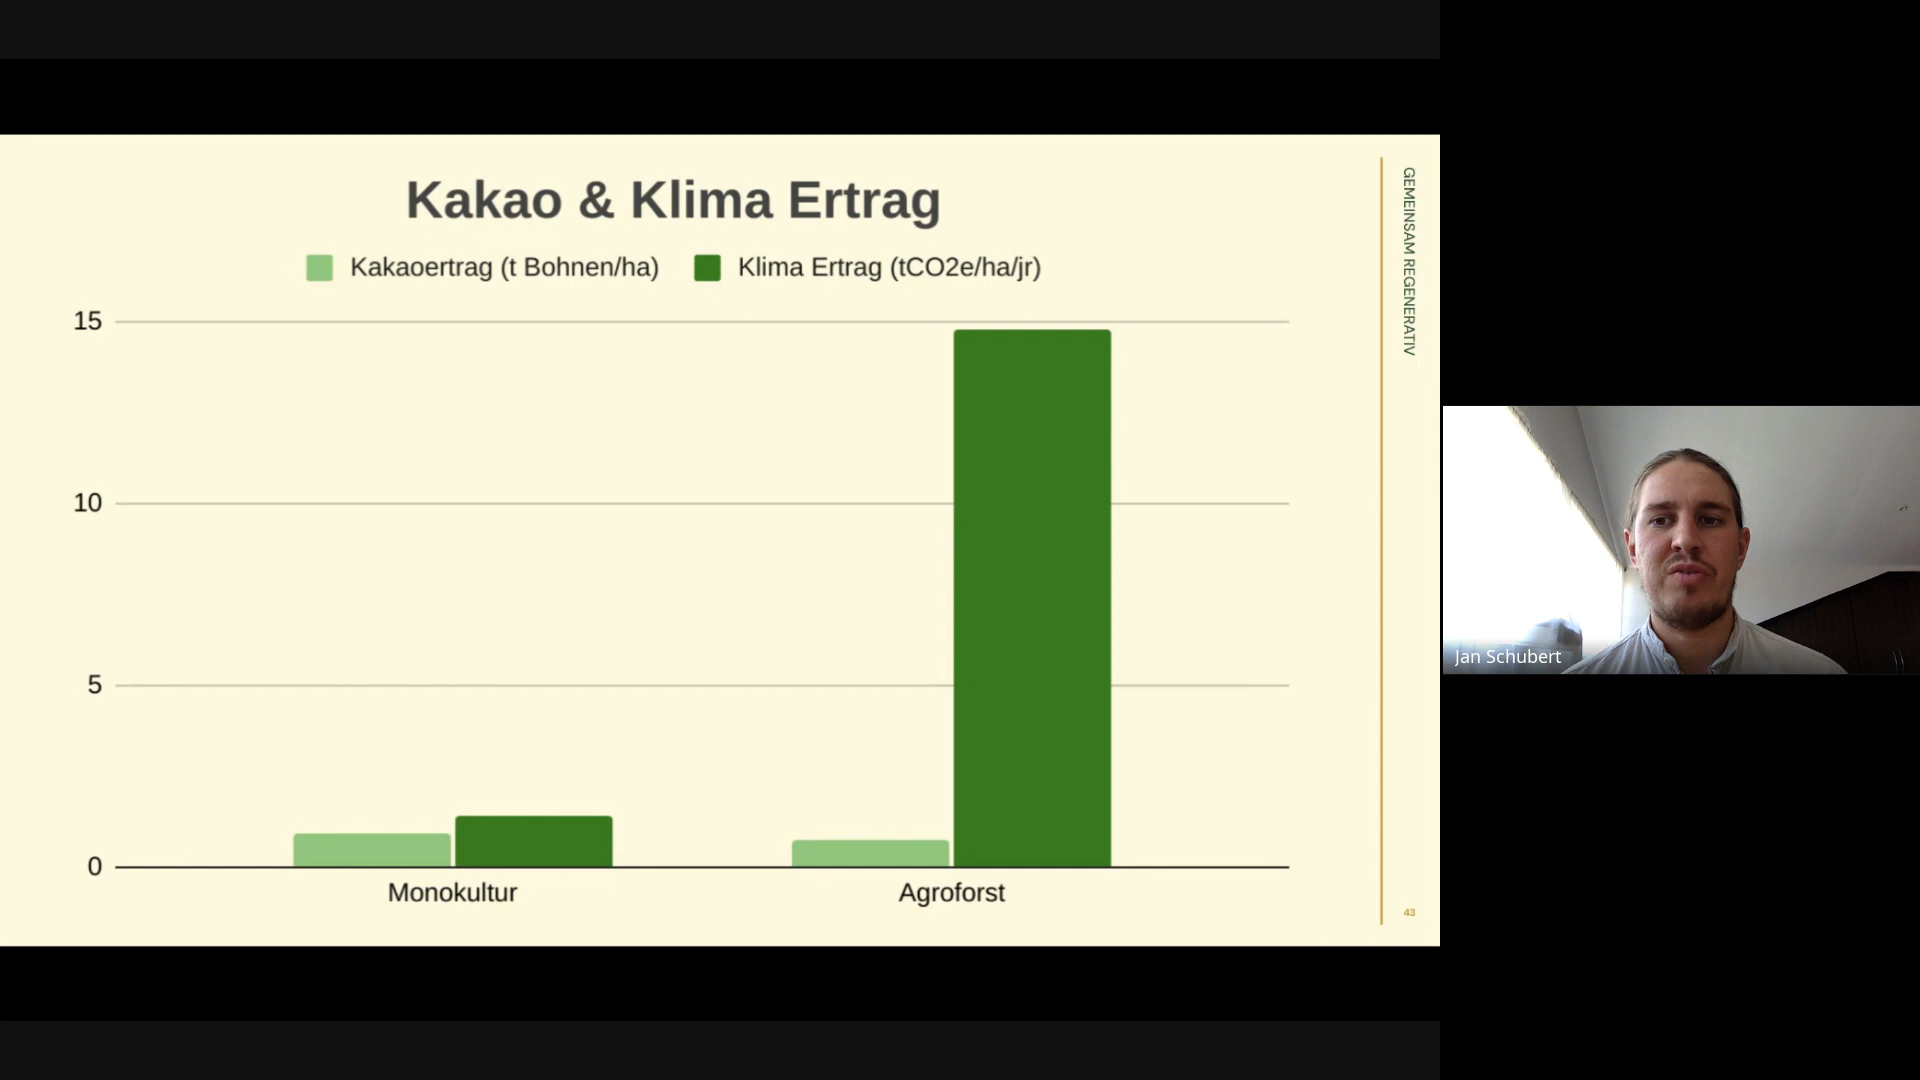 Kakao & Klima Ertrag
Kakaoertrag (t Bohnen/ha)
Klima Ertrag (tCO2e/ha/jr)
15
10
5
0
Monokultur
Agroforst
GEMEINSAM REGENERATIV
43
Jan Schubert